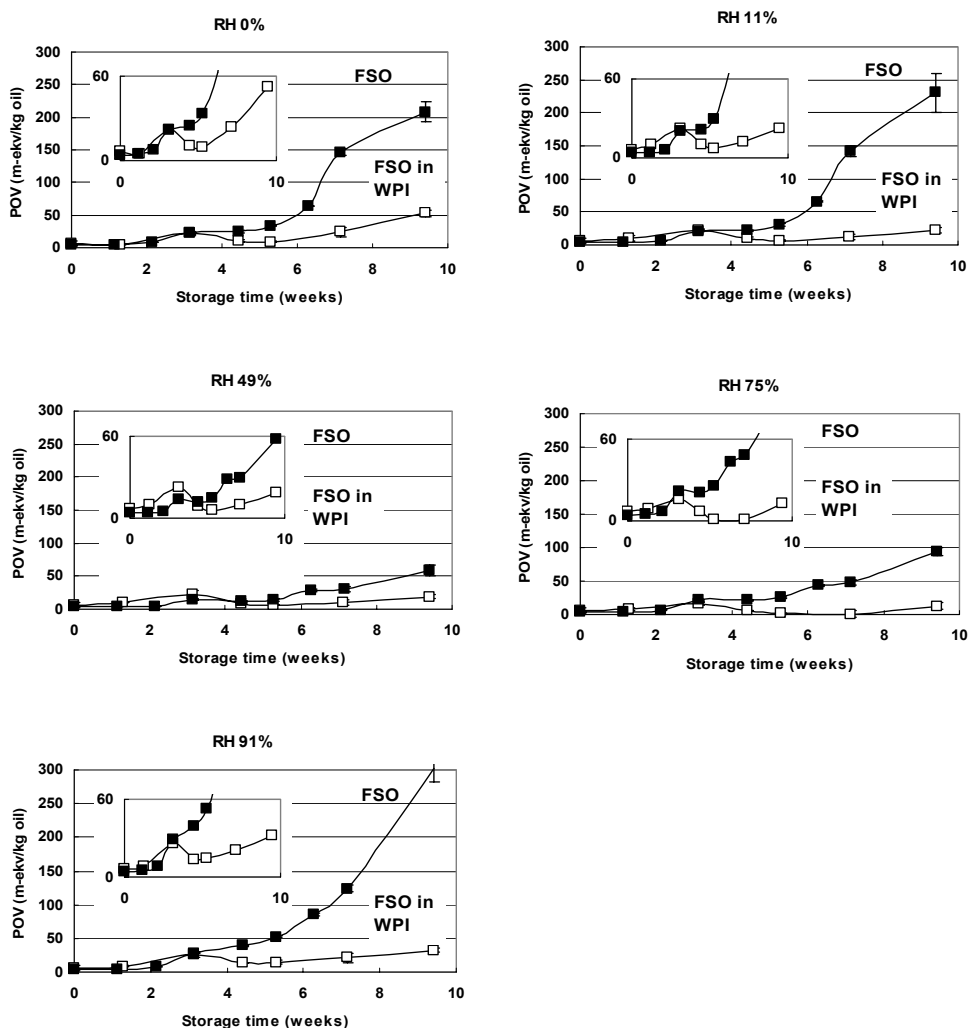 RH 0%
POV (m-ekv/kg oil)
300
250
200
150
100
50
0
0 2 4 6 8 10
Storage time (weeks)
60
0
0 10
FSO
FSO in
WPI
RH 11%
POV (m-ekv/kg oil)
300
250
200
150
100
50
0
0 2 4 6 8 10
Storage time (weeks)
60
0
0 10
FSO
FSO in
WPI
RH 49%
POV (m-ekv/kg oil)
300
250
200
150
100
50
0
0 2 4 6 8 10
Storage time (weeks)
60
0
0 10
FSO
FSO in
WPI
RH 75%
POV (m-ekv/kg oil)
300
250
200
150
100
50
0
0 2 4 6 8 10
Storage time (weeks)
60
0
0 10
FSO
FSO in
WPI
RH 91%
POV (m-ekv/kg oil)
300
250
200
150
100
50
0
0 2 4 6 8 10
Storage time (weeks)
60
0
0 10
FSO
FSO in
WPI